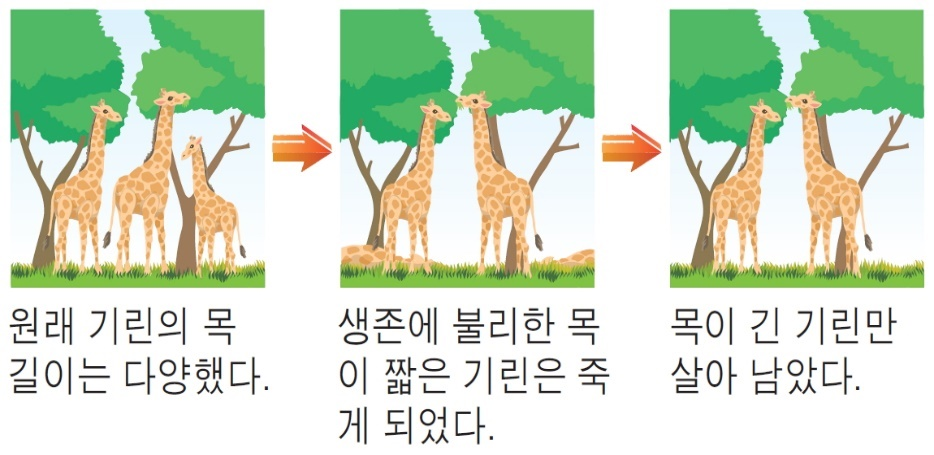 원래 기린의 목
길이는 다양했다.
생존에 불리한 목
이 짧은 기린은 죽
게 되었다.
목이 긴 기린만
살아 남았다.